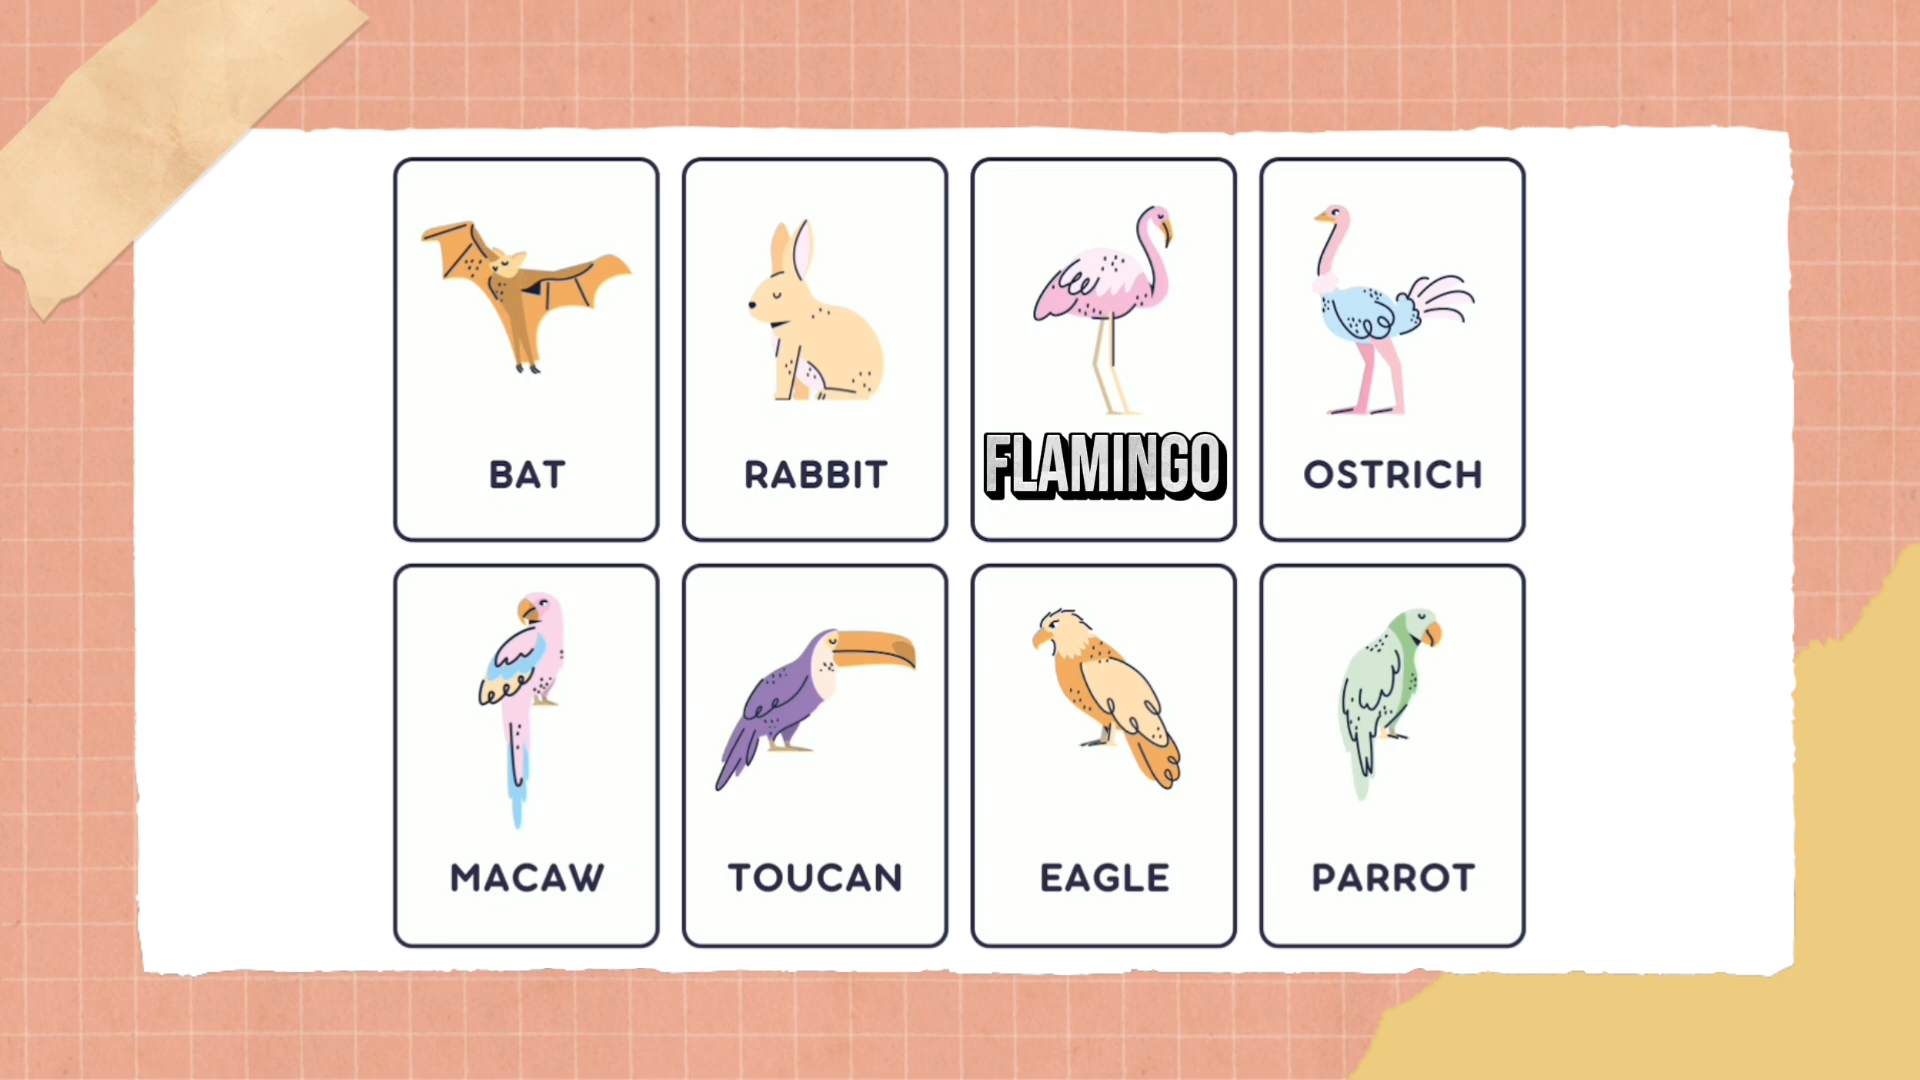 BAT
RABBIT
FLAMINGO
OSTRICH
MACAW
TOUCAN
EAGLE
PARROT